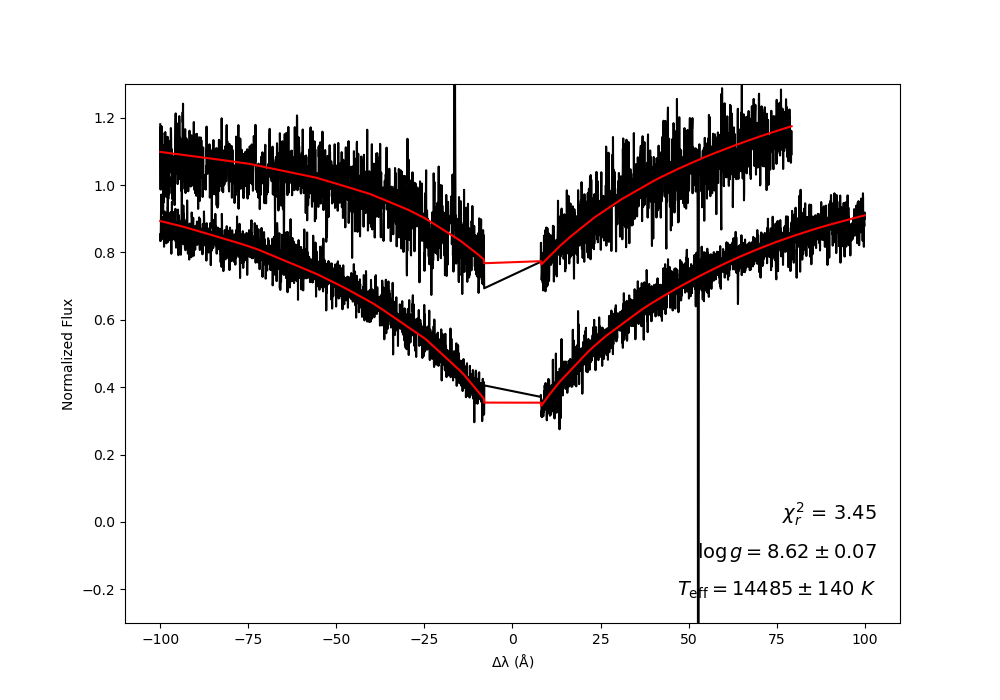 1.2
1.0
0.8
0.6
0.4
0.2
0.0
−0.2
Normalized Flux
χ²ᵣ = 3.45
log g = 8.62 ± 0.07
T_eff = 14485 ± 140 K
−100 −75 −50 −25 0 25 50 75 100
Δλ (Å)